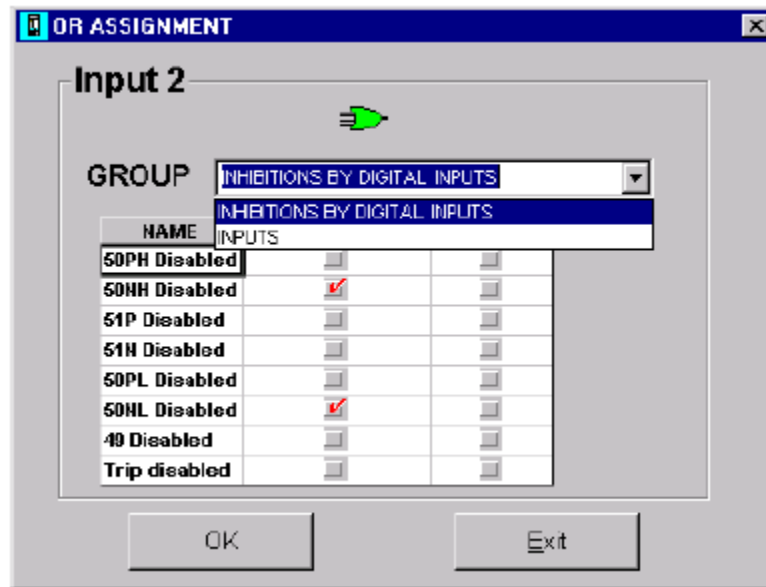 OR ASSIGNMENT
Input 2
GROUP INHIBITIONS BY DIGITAL INPUTS
INHIBITIONS BY DIGITAL INPUTS
INPUTS
NAME
50PH Disabled
50NH Disabled
51P Disabled
51N Disabled
50PL Disabled
50NL Disabled
49 Disabled
Trip disabled
OK Exit